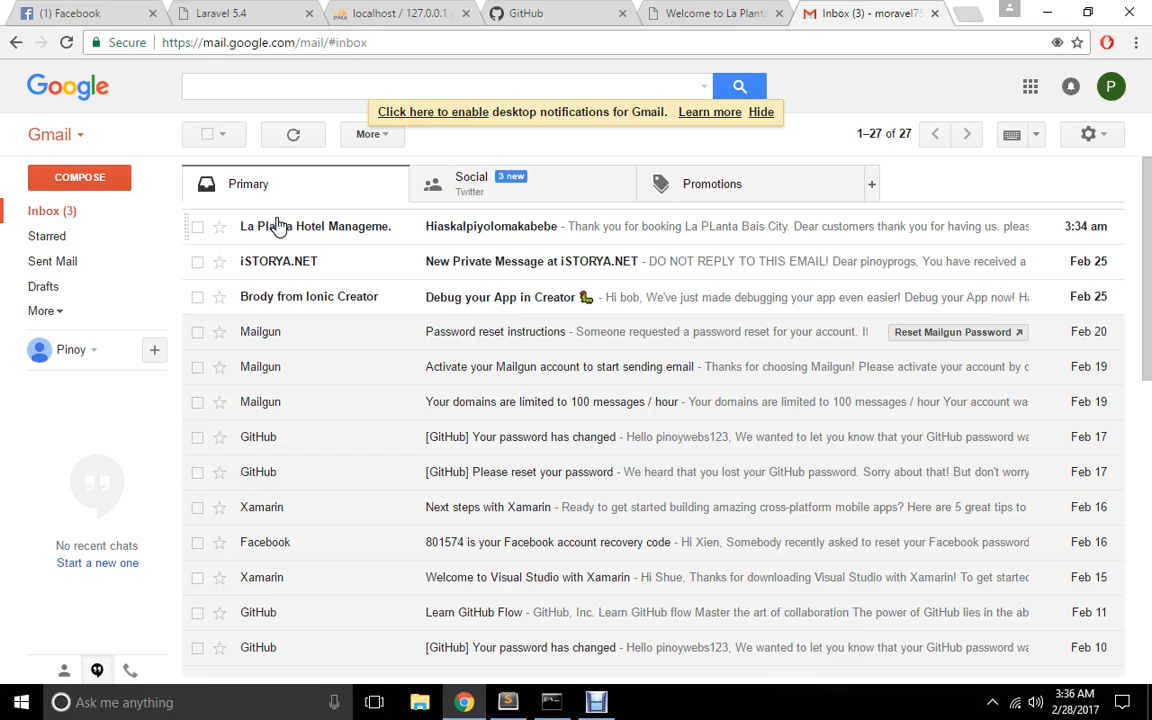 (1) Facebook
Laravel 5.4
localhost / 127.0.0.1
GitHub
Welcome to La Planta
Inbox (3) - moravel75
Secure https://mail.google.com/mail/#inbox
Google
Click here to enable desktop notifications for Gmail. Learn more Hide
Gmail
More
1–27 of 27
COMPOSE
Inbox (3)
Starred
Sent Mail
Drafts
More
Pinoy
No recent chats
Start a new one
Primary
Social 3 new
Twitter
Promotions
P
La Planta Hotel Manageme. Hiaskalpiyolomakabebe - Thank you for booking La PLanta Bais City. Dear customers thank you for having us. pleas 3:34 am
iSTORYA.NET New Private Message at iSTORYA.NET - DO NOT REPLY TO THIS EMAIL! Dear pinoyprogs, You have received a Feb 25
Brody from Ionic Creator Debug your App in Creator - Hi bob, We've just made debugging your app even easier! Debug your App now! Ha Feb 25
Mailgun Password reset instructions - Someone requested a password reset for your account. If Reset Mailgun Password Feb 20
Mailgun Activate your Mailgun account to start sending email - Thanks for choosing Mailgun! Please activate your account by c Feb 19
Mailgun Your domains are limited to 100 messages / hour - Your domains are limited to 100 messages / hour Your account wa Feb 19
GitHub [GitHub] Your password has changed - Hello pinoywebs123, We wanted to let you know that your GitHub password wa Feb 17
GitHub [GitHub] Please reset your password - We heard that you lost your GitHub password. Sorry about that! But don't worry Feb 17
Xamarin Next steps with Xamarin - Ready to get started building amazing cross-platform mobile apps? Here are 5 great tips to Feb 16
Facebook 801574 is your Facebook account recovery code - Hi Xien, Somebody recently asked to reset your Facebook password Feb 16
Xamarin Welcome to Visual Studio with Xamarin - Hi Shue, Thanks for downloading Visual Studio with Xamarin! To get started Feb 15
GitHub Learn GitHub Flow - GitHub, Inc. Learn GitHub flow Master the art of collaboration The power of GitHub lies in the ab Feb 11
GitHub [GitHub] Your password has changed - Hello pinoywebs123, We wanted to let you know that your GitHub password wa Feb 10
Ask me anything
3:36 AM
2/28/2017